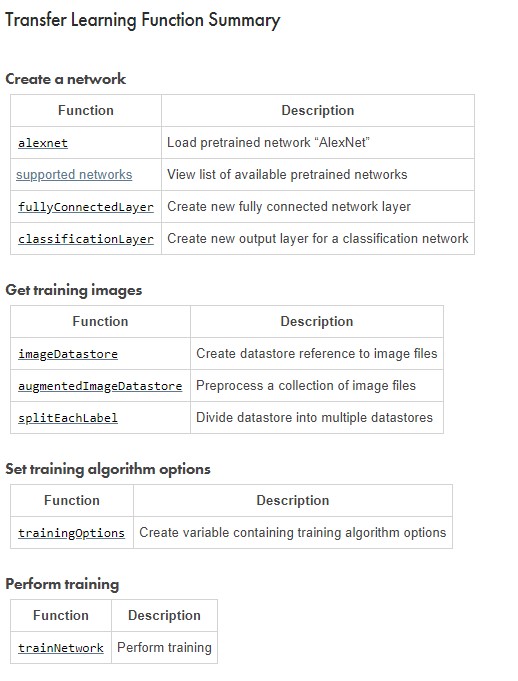 Transfer Learning Function Summary
Create a network
Function Description
alexnet Load pretrained network “AlexNet”
supported networks View list of available pretrained networks
fullyConnectedLayer Create new fully connected network layer
classificationLayer Create new output layer for a classification network
Get training images
Function Description
imageDatastore Create datastore reference to image files
augmentedImageDatastore Preprocess a collection of image files
splitEachLabel Divide datastore into multiple datastores
Set training algorithm options
Function Description
trainingOptions Create variable containing training algorithm options
Perform training
Function Description
trainNetwork Perform training